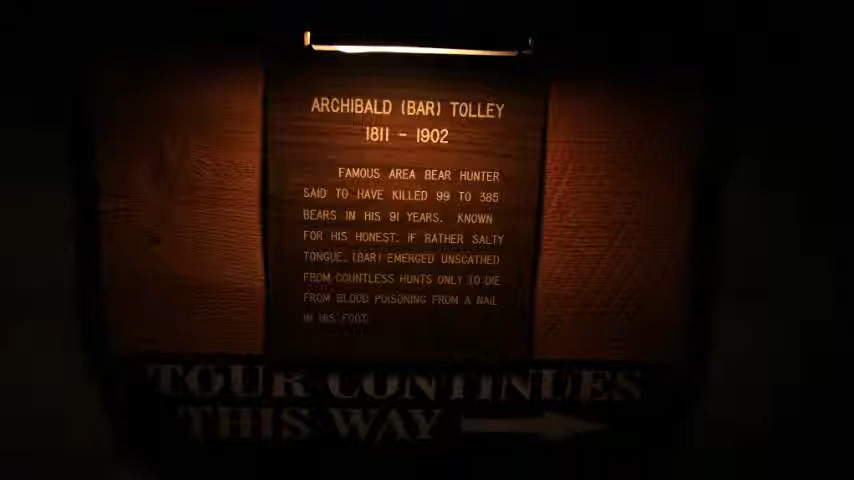 ARCHIBALD (BAR) TOLLEY
1811 - 1902
FAMOUS AREA BEAR HUNTER
SAID TO HAVE KILLED 99 TO 385
BEARS IN HIS 91 YEARS. KNOWN
FOR HIS HONEST, IF RATHER SALTY
TONGUE, (BAR) EMERGED UNSCATHED
FROM COUNTLESS HUNTS ONLY TO DIE
FROM BLOOD POISONING FROM A NAIL
IN HIS FOOT
TOUR CONTINUES
THIS WAY